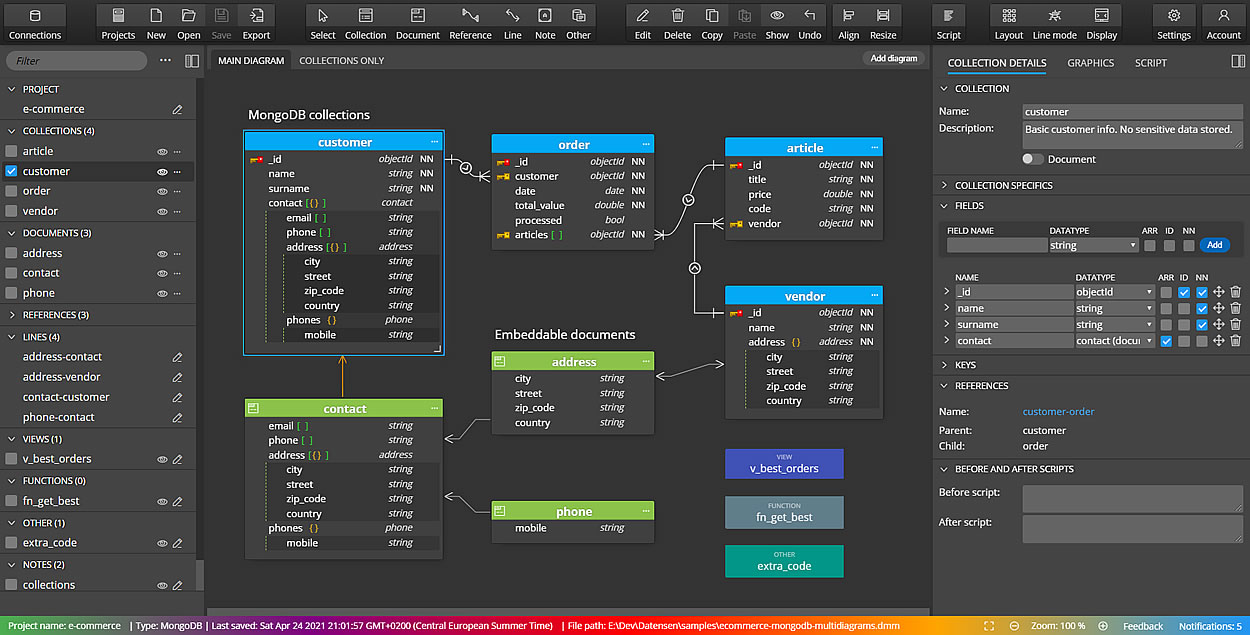 Connections Projects New Open Save Export Select Collection Document Reference Line Note Other Edit Delete Copy Paste Show Undo Align Resize Script Layout Line mode Display Settings Account
Filter
PROJECT
e-commerce
COLLECTIONS (4)
article
customer
order
vendor
DOCUMENTS (3)
address
contact
phone
REFERENCES (3)
LINES (4)
address-contact
address-vendor
contact-customer
phone-contact
VIEWS (1)
v_best_orders
FUNCTIONS (0)
fn_get_best
OTHER (1)
extra_code
NOTES (2)
collections
MAIN DIAGRAM COLLECTIONS ONLY Add diagram
MongoDB collections
customer
_id objectId NN
name string NN
surname string NN
contact [{} ] contact
email [ ] string
phone [ ] string
address [{} ] address
city string
street string
zip_code string
country string
phones {} phone
mobile string
order
_id objectId NN
customer objectId NN
date date NN
total_value double NN
processed bool
articles [ ] objectId NN
article
_id objectId NN
title string NN
price double NN
code string NN
vendor objectId NN
vendor
_id objectId NN
name string NN
address {} address NN
city string
street string
zip_code string
country string
Embeddable documents
address
city string
street string
zip_code string
country string
contact
email [ ] string
phone [ ] string
address [{} ] address
city string
street string
zip_code string
country string
phones {} phone
mobile string
phone
mobile string
VIEW
v_best_orders
FUNCTION
fn_get_best
OTHER
extra_code
COLLECTION DETAILS GRAPHICS SCRIPT
COLLECTION
Name: customer
Description: Basic customer info. No sensitive data stored.
Document
COLLECTION SPECIFICS
FIELDS
FIELD NAME DATATYPE ARR ID NN
string Add
NAME DATATYPE ARR ID NN
_id objectId
name string
surname string
contact contact (docu
KEYS
REFERENCES
Name: customer-order
Parent: customer
Child: order
BEFORE AND AFTER SCRIPTS
Before script:
After script:
Project name: e-commerce | Type: MongoDB | Last saved: Sat Apr 24 2021 21:01:57 GMT+0200 (Central European Summer Time) | File path: E:\Dev\Datensen\samples\ecommerce-mongodb-multidiagrams.dmm Zoom: 100 % Feedback Notifications: 5